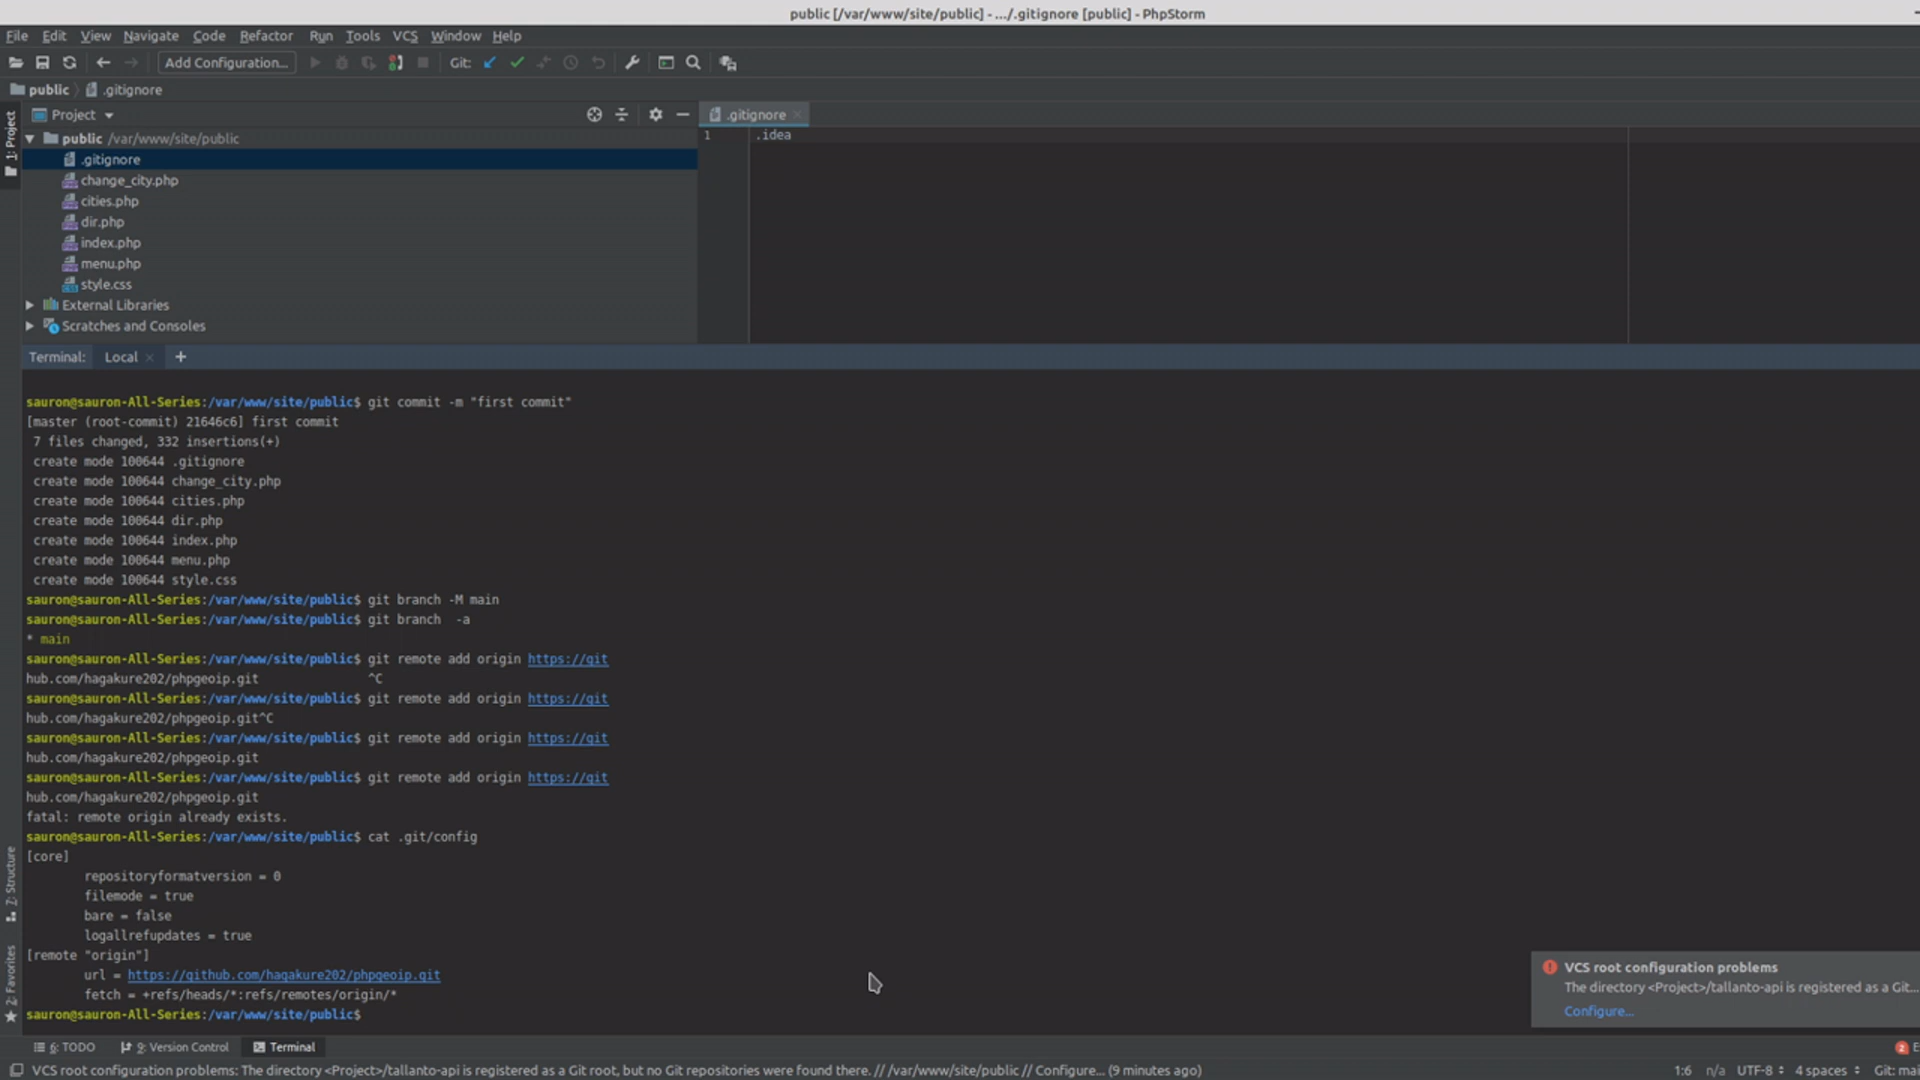 public [/var/www/site/public] - .../.gitignore [public] - PhpStorm
File Edit View Navigate Code Refactor Run Tools VCS Window Help
Add Configuration... Git:
public .gitignore
1: Project
Project
.gitignore
public /var/www/site/public
.gitignore
change_city.php
cities.php
dir.php
index.php
menu.php
style.css
External Libraries
Scratches and Consoles
1 .idea
Terminal: Local +
sauron@sauron-All-Series:/var/www/site/public$ git commit -m "first commit"
[master (root-commit) 21646c6] first commit
7 files changed, 332 insertions(+)
create mode 100644 .gitignore
create mode 100644 change_city.php
create mode 100644 cities.php
create mode 100644 dir.php
create mode 100644 index.php
create mode 100644 menu.php
create mode 100644 style.css
sauron@sauron-All-Series:/var/www/site/public$ git branch -M main
sauron@sauron-All-Series:/var/www/site/public$ git branch  -a
* main
sauron@sauron-All-Series:/var/www/site/public$ git remote add origin https://git
hub.com/hagakure202/phpgeoip.git ^C
sauron@sauron-All-Series:/var/www/site/public$ git remote add origin https://git
hub.com/hagakure202/phpgeoip.git^C
sauron@sauron-All-Series:/var/www/site/public$ git remote add origin https://git
hub.com/hagakure202/phpgeoip.git
sauron@sauron-All-Series:/var/www/site/public$ git remote add origin https://git
hub.com/hagakure202/phpgeoip.git
fatal: remote origin already exists.
sauron@sauron-All-Series:/var/www/site/public$ cat .git/config
[core]
repositoryformatversion = 0
filemode = true
bare = false
logallrefupdates = true
[remote "origin"]
url = https://github.com/hagakure202/phpgeoip.git
fetch = +refs/heads/*:refs/remotes/origin/*
sauron@sauron-All-Series:/var/www/site/public$
7: Structure
2: Favorites
VCS root configuration problems
The directory <Project>/tallanto-api is registered as a Git...
Configure...
6: TODO 9: Version Control Terminal 2 E
VCS root configuration problems: The directory <Project>/tallanto-api is registered as a Git root, but no Git repositories were found there. // /var/www/site/public // Configure... (9 minutes ago) 1:6 n/a UTF-8 4 spaces Git: mai